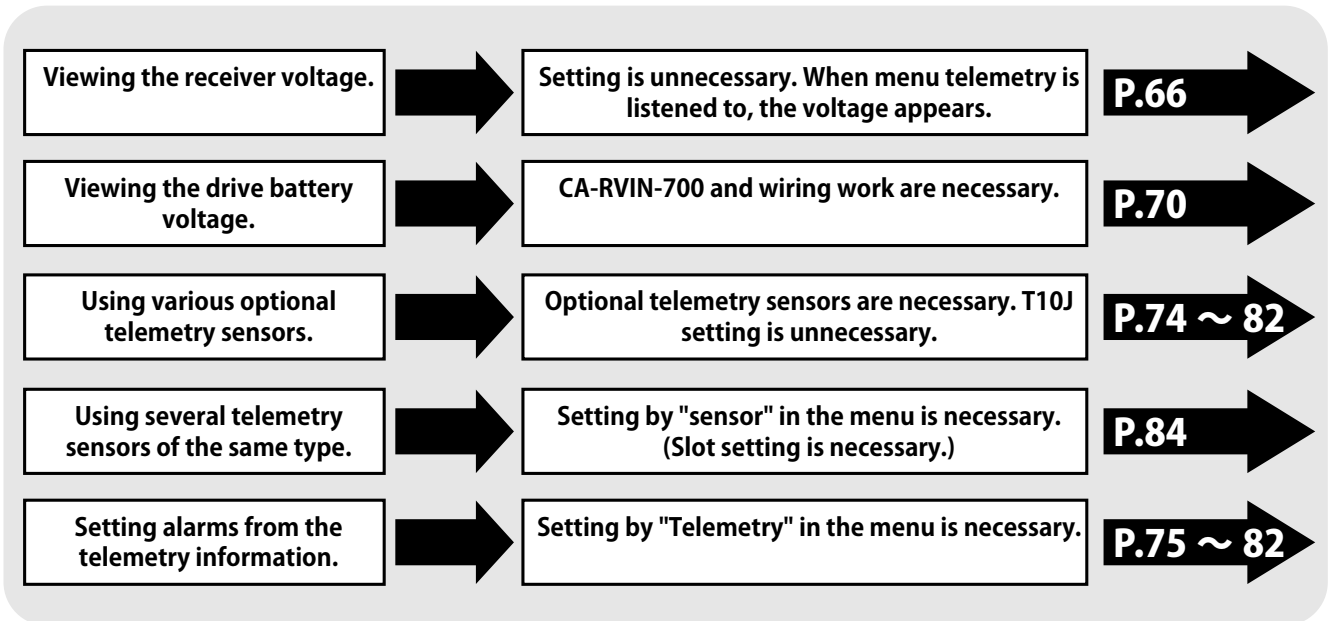 Viewing the receiver voltage.
Setting is unnecessary. When menu telemetry is
listened to, the voltage appears.
P.66
Viewing the drive battery
voltage.
CA-RVIN-700 and wiring work are necessary.
P.70
Using various optional
telemetry sensors.
Optional telemetry sensors are necessary. T10J
setting is unnecessary.
P.74 ～ 82
Using several telemetry
sensors of the same type.
Setting by "sensor" in the menu is necessary.
(Slot setting is necessary.)
P.84
Setting alarms from the
telemetry information.
Setting by "Telemetry" in the menu is necessary.
P.75 ～ 82